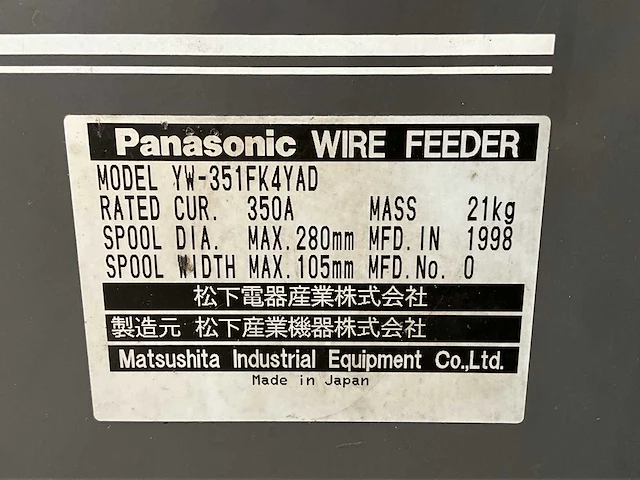 Panasonic WIRE FEEDER
MODEL YW-351FK4YAD
RATED CUR. 350A MASS 21kg
SPOOL DIA. MAX.280mm MFD.IN 1998
SPOOL WIDTH MAX.105mm MFD.No. 0
松下電器産業株式会社
製造元 松下産業機器株式会社
Matsushita Industrial Equipment Co.,Ltd.
Made in Japan